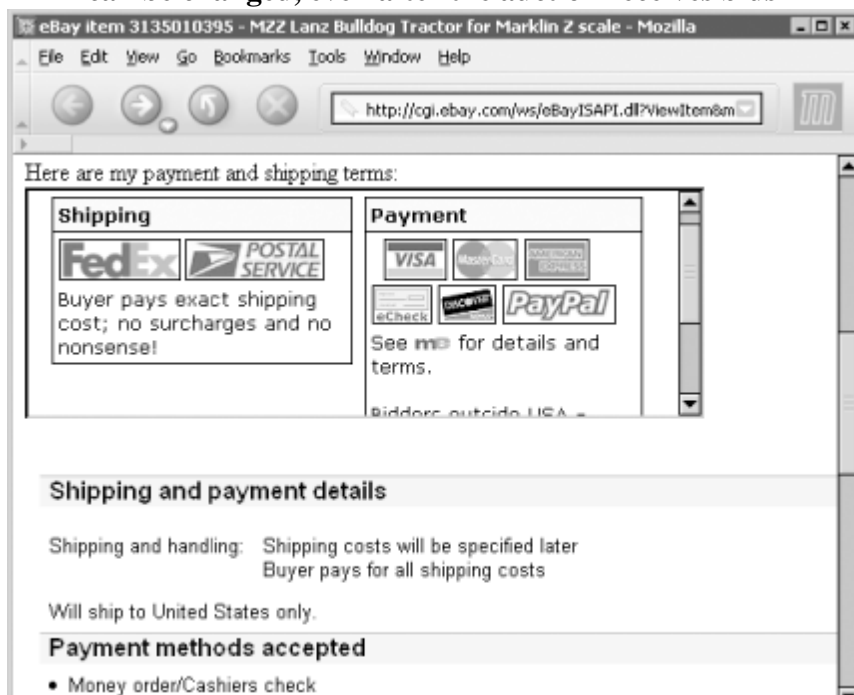 eBay item 3135010395 - MZZ Lanz Bulldog Tractor for Marklin Z scale - Mozilla
File Edit View Go Bookmarks Tools Window Help
http://cgi.ebay.com/ws/eBayISAPI.dll?ViewItem&m
Here are my payment and shipping terms:
Shipping
FedEx POSTAL SERVICE
Buyer pays exact shipping
cost; no surcharges and no
nonsense!
Payment
VISA MasterCard AMERICAN EXPRESS
eCheck DISCOVER PayPal
See me for details and
terms.
Bidders outside USA -
Shipping and payment details
Shipping and handling: Shipping costs will be specified later
Buyer pays for all shipping costs
Will ship to United States only.
Payment methods accepted
• Money order/Cashiers check